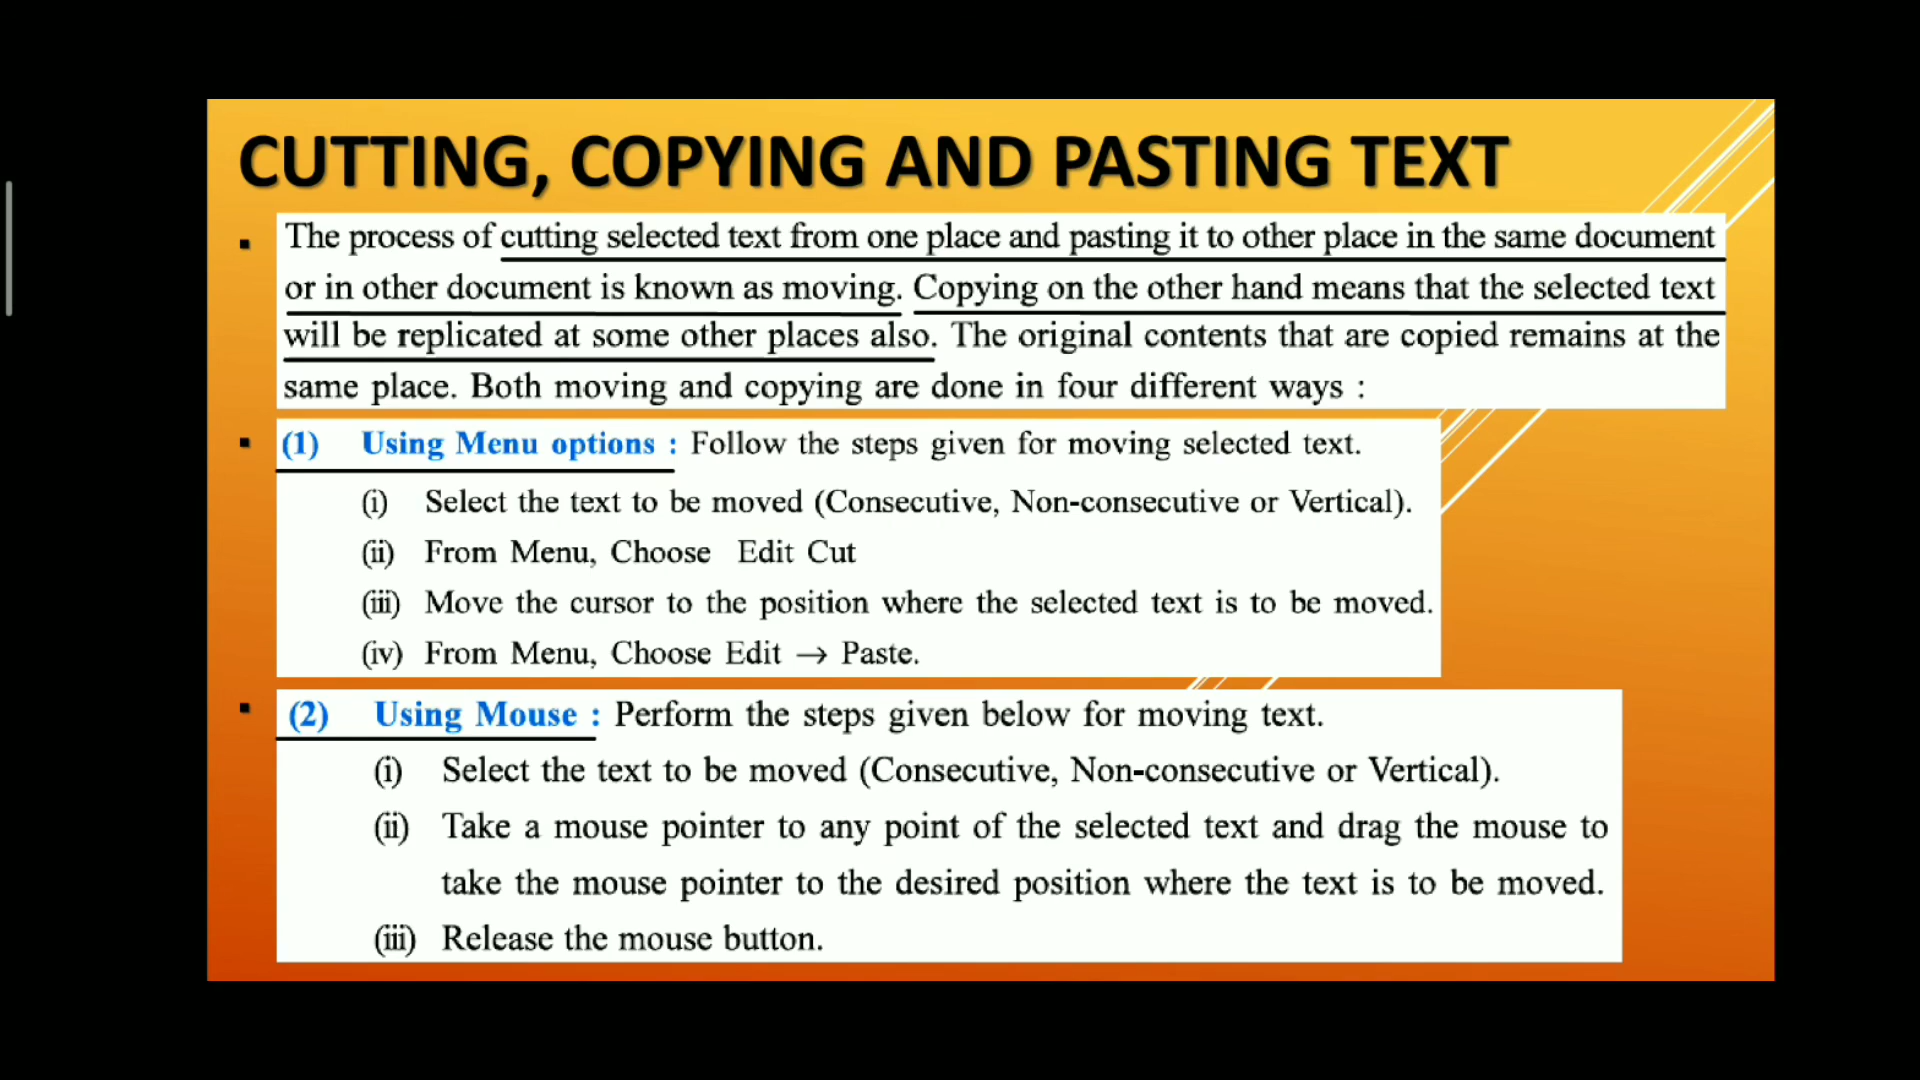 CUTTING, COPYING AND PASTING TEXT
▪ The process of cutting selected text from one place and pasting it to other place in the same document
or in other document is known as moving. Copying on the other hand means that the selected text
will be replicated at some other places also. The original contents that are copied remains at the
same place. Both moving and copying are done in four different ways :
▪ (1) Using Menu options : Follow the steps given for moving selected text.
(i) Select the text to be moved (Consecutive, Non-consecutive or Vertical).
(ii) From Menu, Choose Edit Cut
(iii) Move the cursor to the position where the selected text is to be moved.
(iv) From Menu, Choose Edit → Paste.
▪ (2) Using Mouse : Perform the steps given below for moving text.
(i) Select the text to be moved (Consecutive, Non-consecutive or Vertical).
(ii) Take a mouse pointer to any point of the selected text and drag the mouse to
take the mouse pointer to the desired position where the text is to be moved.
(iii) Release the mouse button.